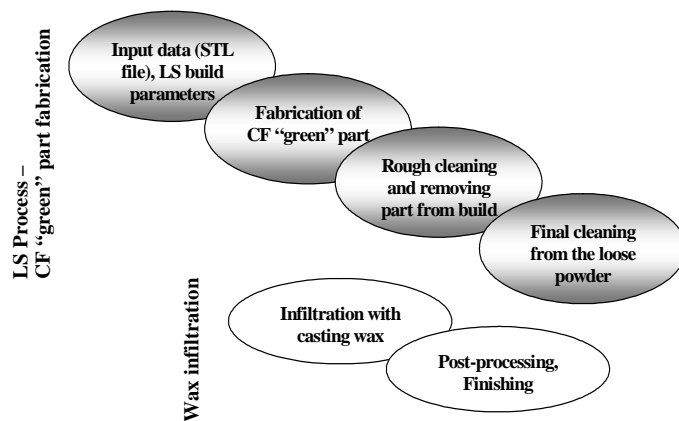 LS Process –
CF “green” part fabrication
Input data (STL
file), LS build
parameters
Fabrication of
CF “green” part
Rough cleaning
and removing
part from build
Final cleaning
from the loose
powder
Wax infiltration
Infiltration with
casting wax
Post-processing,
Finishing